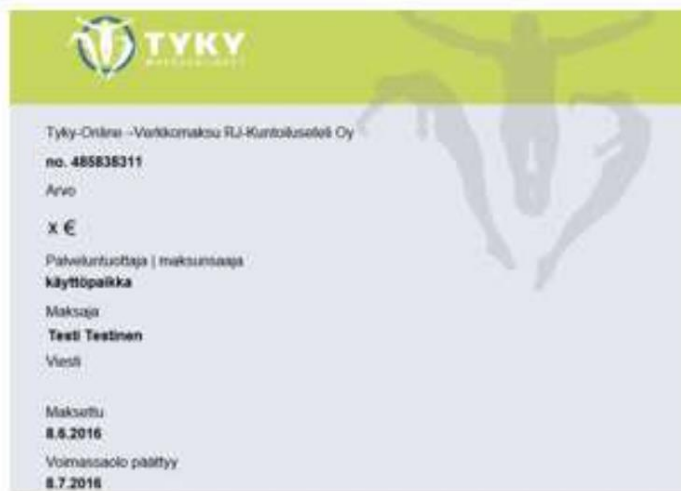 TYKY
Tyky-Online –Verkkomaksu RJ-Kuntoiluseteli Oy
no. 485838311
Arvo
x €
Palveluntuottaja | maksunsaaja
käyttöpaikka
Maksaja
Testi Testinen
Viesti
Maksettu
8.6.2016
Voimassaolo päättyy
8.7.2016